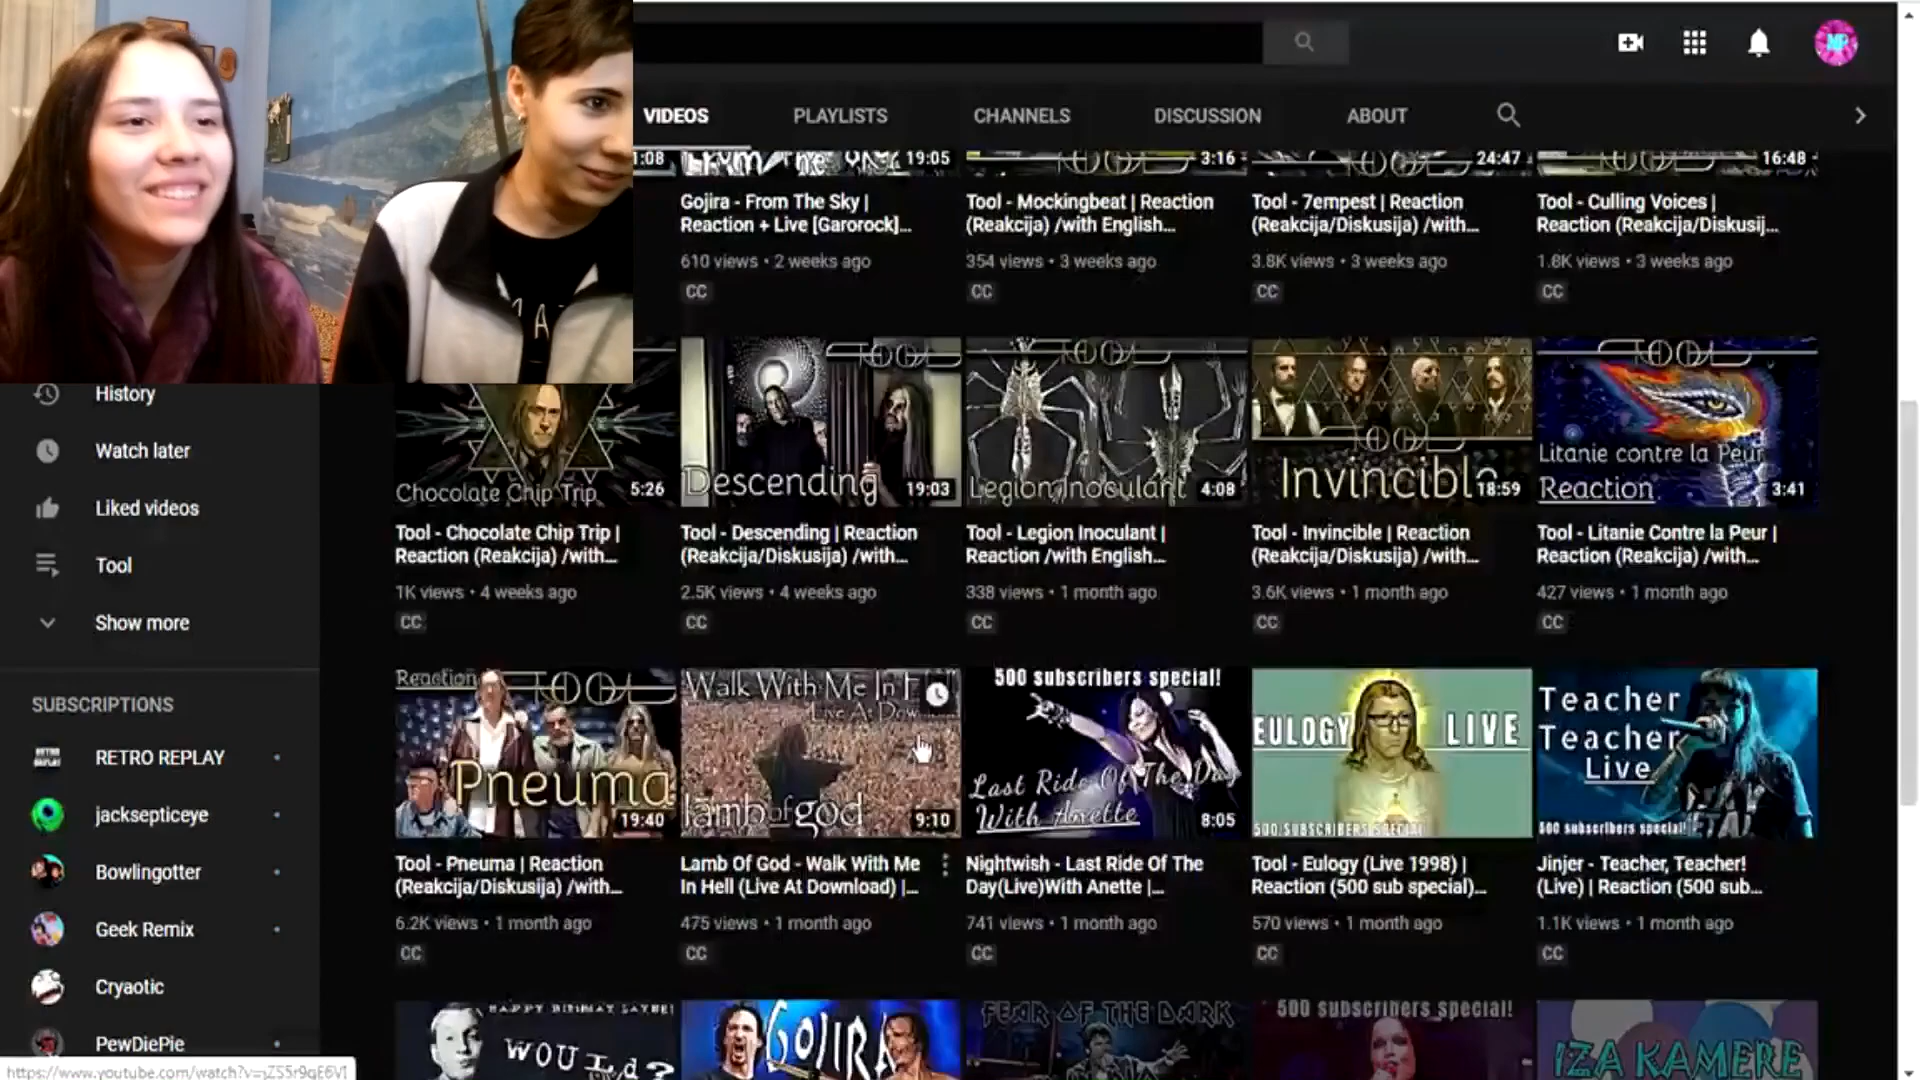 MP
VIDEOS PLAYLISTS CHANNELS DISCUSSION ABOUT
1:08 19:05 3:16 24:47 16:48
Gojira - From The Sky |
Reaction + Live [Garorock]...
610 views • 2 weeks ago
CC
Tool - Mockingbeat | Reaction
(Reakcija) /with English...
354 views • 3 weeks ago
CC
Tool - 7empest | Reaction
(Reakcija/Diskusija) /with...
3.8K views • 3 weeks ago
CC
Tool - Culling Voices |
Reaction (Reakcija/Diskusij...
1.8K views • 3 weeks ago
CC
History
Watch later
Liked videos
Tool
Show more
SUBSCRIPTIONS
RETRO REPLAY
jacksepticeye
Bowlingotter
Geek Remix
Cryaotic
PewDiePie
Chocolate Chip Trip 5:26
Tool - Chocolate Chip Trip |
Reaction (Reakcija) /with...
1K views • 4 weeks ago
CC
TOOL
Descending 19:03
Tool - Descending | Reaction
(Reakcija/Diskusija) /with...
2.5K views • 4 weeks ago
CC
TOOL
Legion Inoculant 4:08
Tool - Legion Inoculant |
Reaction /with English...
338 views • 1 month ago
CC
TOOL
Invincible 18:59
Tool - Invincible | Reaction
(Reakcija/Diskusija) /with...
3.6K views • 1 month ago
CC
TOOL
Litanie contre la Peur
Reaction 3:41
Tool - Litanie Contre la Peur |
Reaction (Reakcija) /with...
427 views • 1 month ago
CC
Reaction TOOL
Pneuma
19:40
Tool - Pneuma | Reaction
(Reakcija/Diskusija) /with...
6.2K views • 1 month ago
CC
Walk With Me In H
Live At Dow
lamb of god 9:10
Lamb Of God - Walk With Me
In Hell (Live At Download) |...
475 views • 1 month ago
CC
500 subscribers special!
Last Ride Of The Day
With Anette 8:05
Nightwish - Last Ride Of The
Day(Live)With Anette |...
741 views • 1 month ago
CC
EULOGY LIVE
500 SUBSCRIBERS SPECIAL
Tool - Eulogy (Live 1998) |
Reaction (500 sub special)...
570 views • 1 month ago
CC
Teacher
Teacher
Live
500 subscribers special!
Jinjer - Teacher, Teacher!
(Live) | Reaction (500 sub...
1.1K views • 1 month ago
CC
WOULD?
GOJIRA
FEAR OF THE DARK
500 subscribers special!
IZA KAMERE